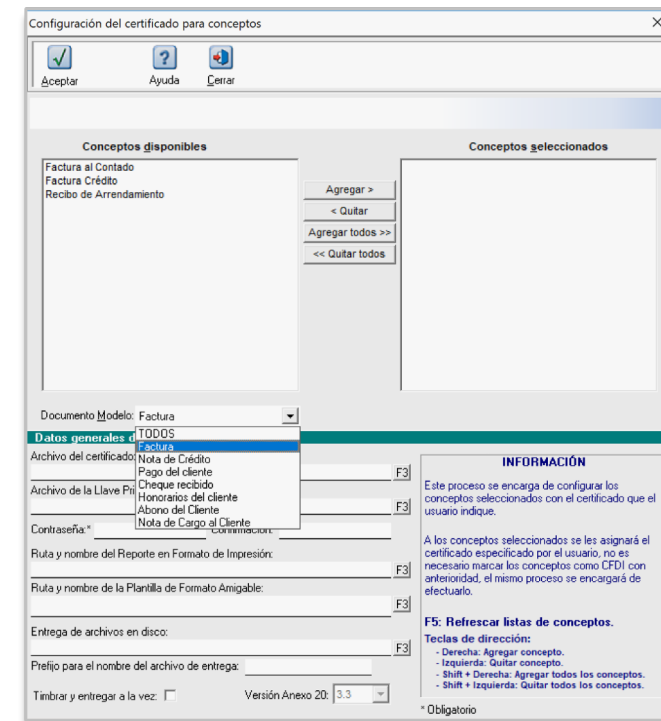 Configuración del certificado para conceptos
Aceptar
Ayuda
Cerrar
Conceptos disponibles
Conceptos seleccionados
Factura al Contado
Factura Crédito
Recibo de Arrendamiento
Agregar >
< Quitar
Agregar todos >>
<< Quitar todos
Documento Modelo: Factura
TODOS
Factura
Nota de Crédito
Pago del cliente
Cheque recibido
Honorarios del cliente
Abono del Cliente
Nota de Cargo al Cliente
Datos generales d
Archivo del certificado:
F3
Archivo de la Llave Pri
F3
Contraseña:*
Confirmación:
Ruta y nombre del Reporte en Formato de Impresión:
F3
Ruta y nombre de la Plantilla de Formato Amigable:
F3
Entrega de archivos en disco:
F3
Prefijo para el nombre del archivo de entrega:
Timbrar y entregar a la vez:
Versión Anexo 20: 3.3
INFORMACIÓN
Este proceso se encarga de configurar los
conceptos seleccionados con el certificado que el
usuario indique.
A los conceptos seleccionados se les asignará el
certificado especificado por el usuario, no es
necesario marcar los conceptos como CFDI con
anterioridad, el mismo proceso se encargará de
efectuarlo.
F5: Refrescar listas de conceptos.
Teclas de dirección:
- Derecha: Agregar concepto.
- Izquierda: Quitar concepto.
- Shift + Derecha: Agregar todos los conceptos.
- Shift + Izquierda: Quitar todos los conceptos.
* Obligatorio